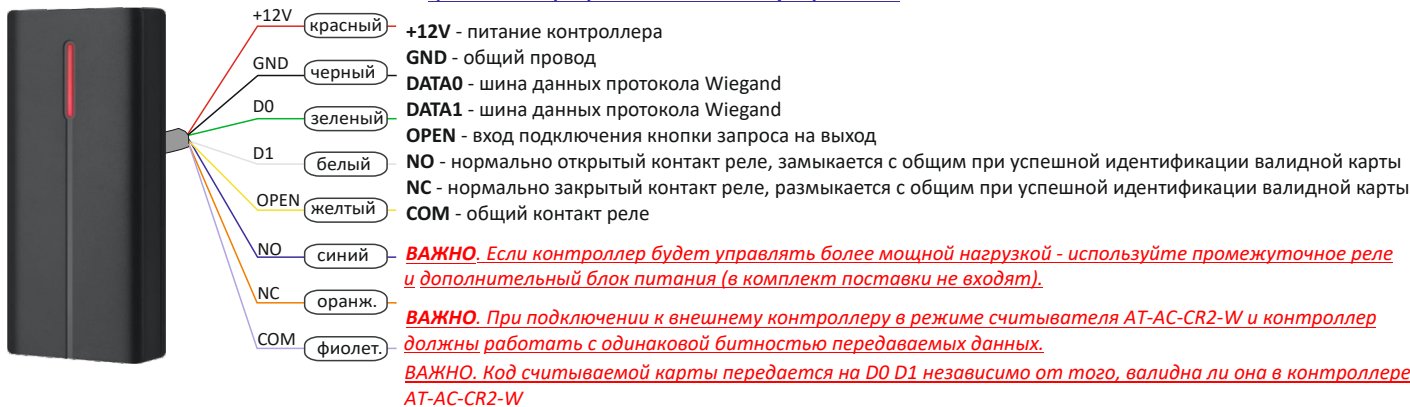 +12V красный
GND черный
D0 зеленый
D1 белый
OPEN желтый
NO синий
NC оранж.
COM фиолет.
+12V - питание контроллера
GND - общий провод
DATA0 - шина данных протокола Wiegand
DATA1 - шина данных протокола Wiegand
OPEN - вход подключения кнопки запроса на выход
NO - нормально открытый контакт реле, замыкается с общим при успешной идентификации валидной карты
NC - нормально закрытый контакт реле, размыкается с общим при успешной идентификации валидной карты
COM - общий контакт реле
ВАЖНО. Если контроллер будет управлять более мощной нагрузкой - используйте промежуточное реле
и дополнительный блок питания (в комплект поставки не входят).
ВАЖНО. При подключении к внешнему контроллеру в режиме считывателя AT-AC-CR2-W и контроллер
должны работать с одинаковой битностью передаваемых данных.
ВАЖНО. Код считываемой карты передается на D0 D1 независимо от того, валидна ли она в контроллере
AT-AC-CR2-W